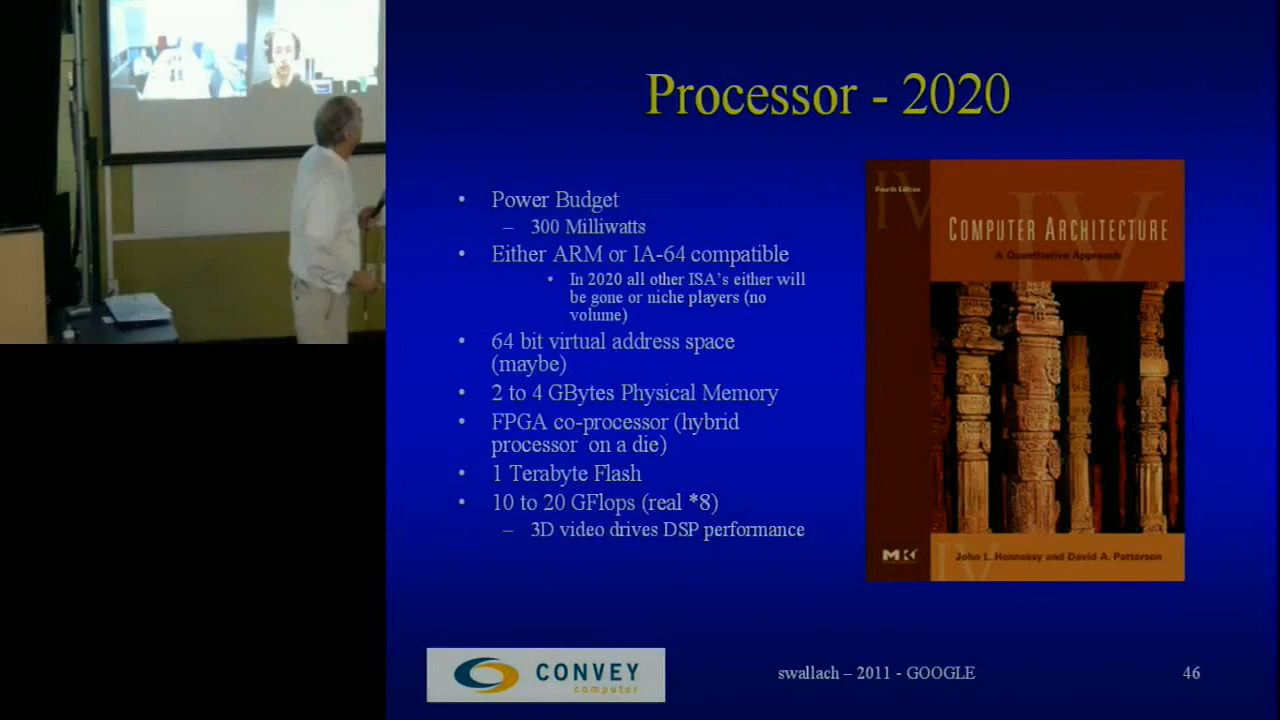 Processor - 2020
• Power Budget
– 300 Milliwatts
• Either ARM or IA-64 compatible
• In 2020 all other ISA's either will
be gone or niche players (no
volume)
• 64 bit virtual address space
(maybe)
• 2 to 4 GBytes Physical Memory
• FPGA co-processor (hybrid
processor on a die)
• 1 Terabyte Flash
• 10 to 20 GFlops (real *8)
– 3D video drives DSP performance
Fourth Edition
IV
IV
COMPUTER ARCHITECTURE
A Quantitative Approach
MK
John L. Hennessy and David A. Patterson
IV
CONVEY
computer
swallach – 2011 - GOOGLE
46